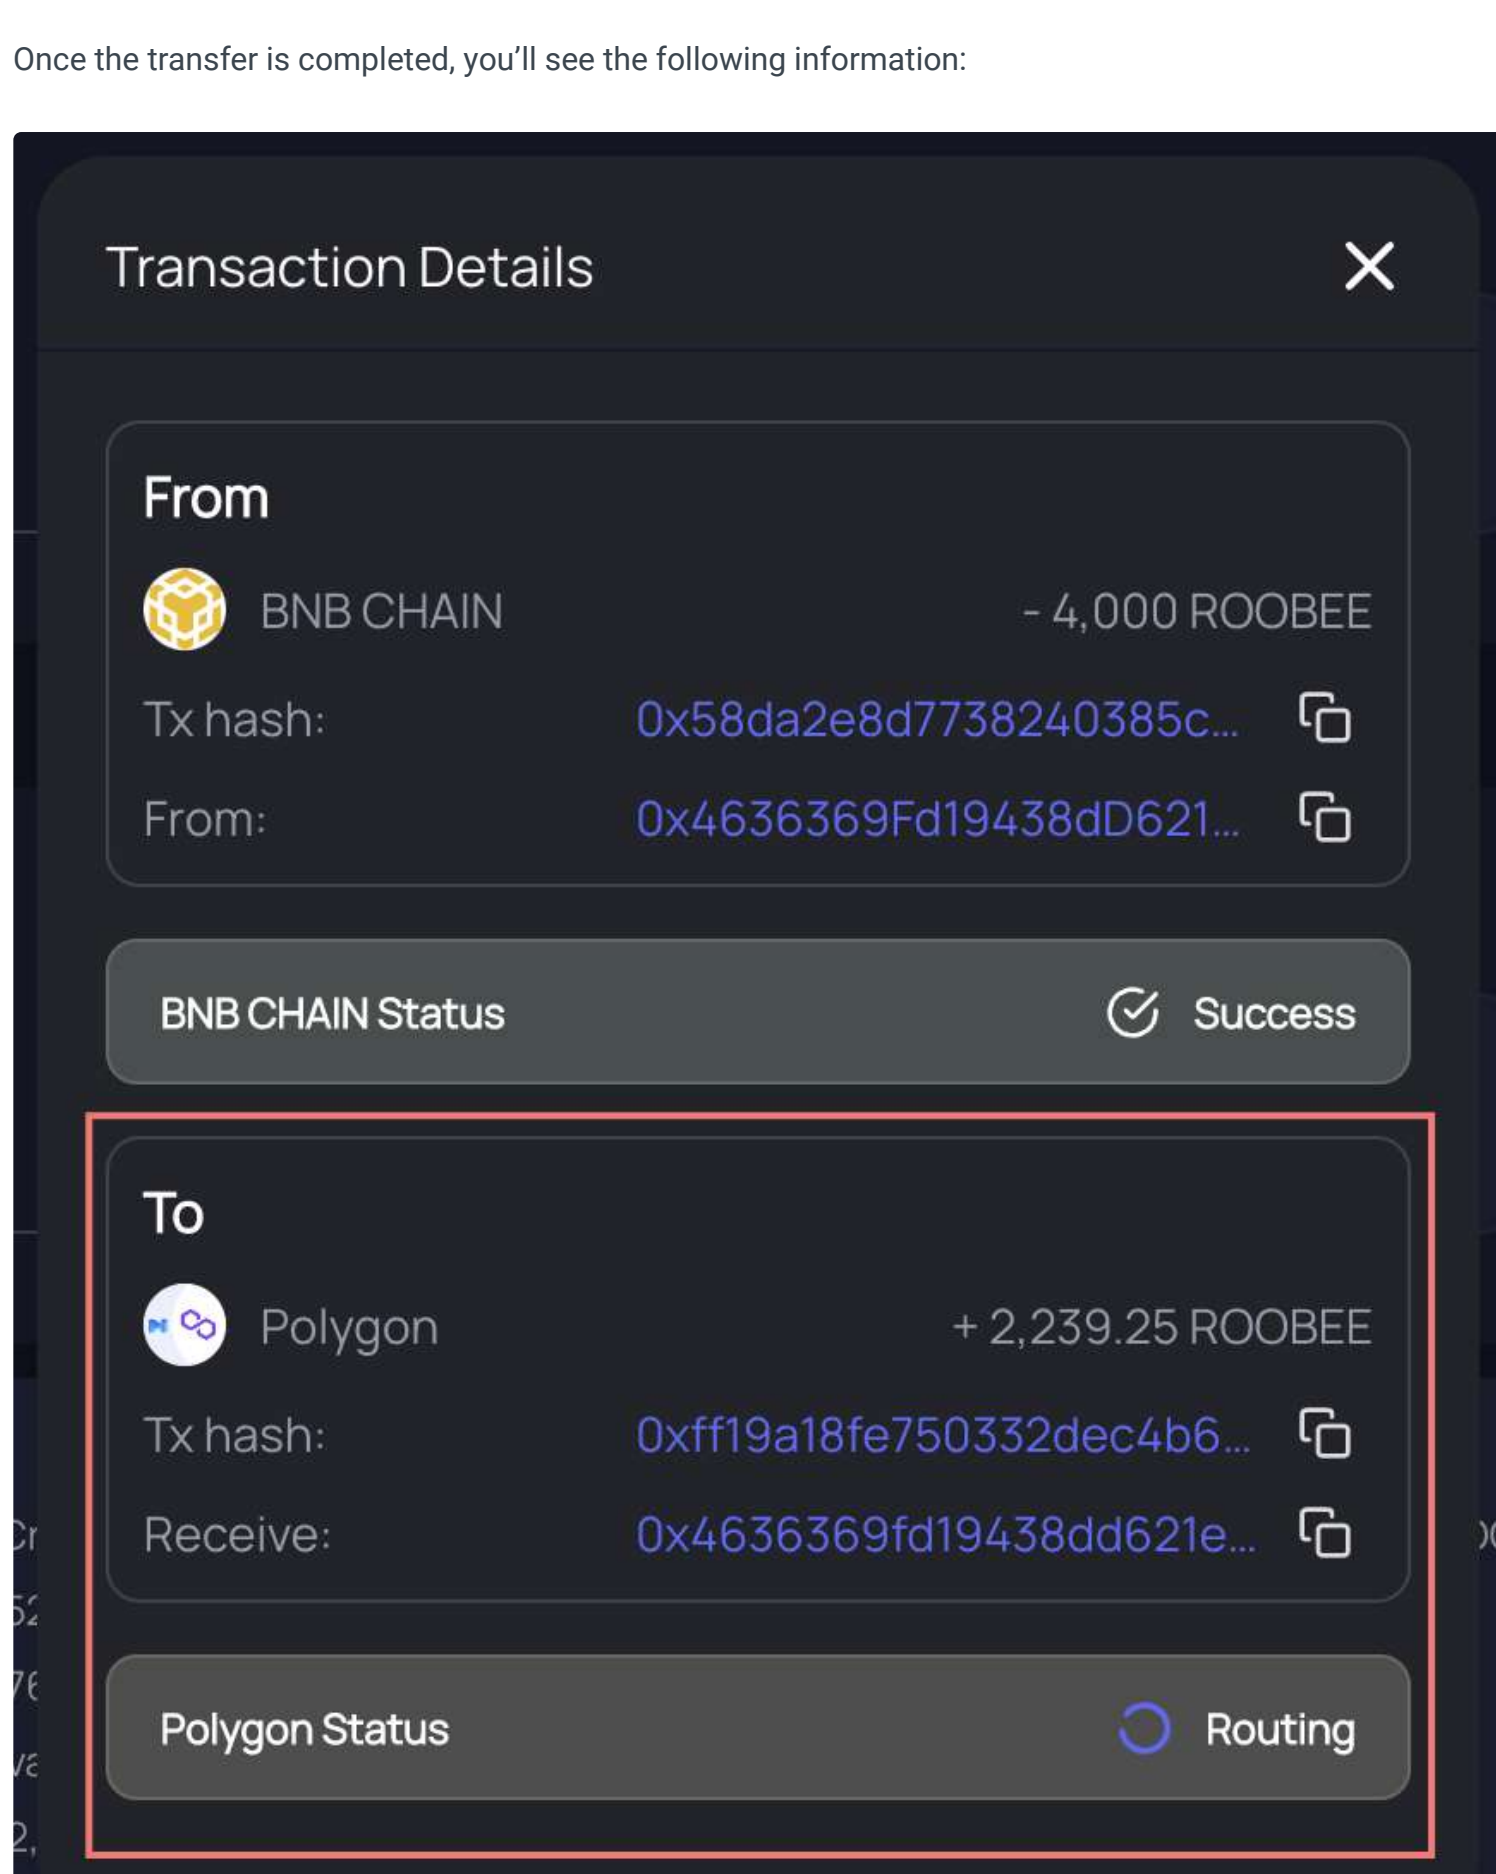 Once the transfer is completed, you’ll see the following information:
Transaction Details
From
BNB CHAIN - 4,000 ROOBEE
Tx hash: 0x58da2e8d7738240385c...
From: 0x4636369Fd19438dD621...
BNB CHAIN Status Success
To
Polygon + 2,239.25 ROOBEE
Tx hash: 0xff19a18fe750332dec4b6...
Receive: 0x4636369fd19438dd621e...
Polygon Status Routing